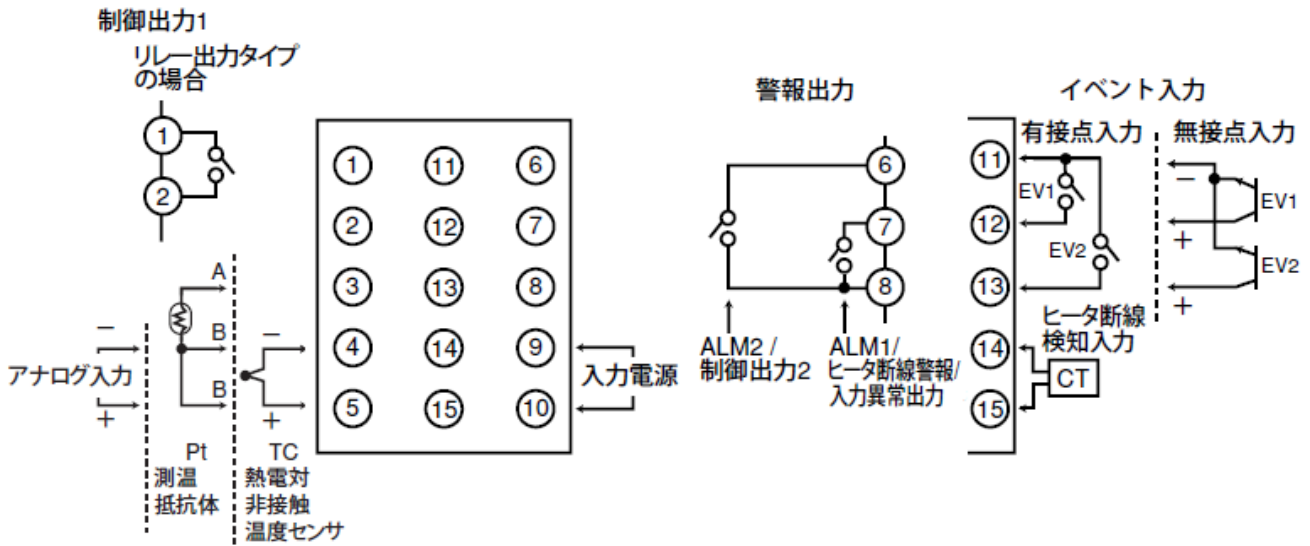 制御出力1
リレー出力タイプ
の場合
1
2
A
B
B
−
+
アナログ入力
−
+
Pt
測温
抵抗体
TC
熱電対
非接触
温度センサ
1 11 6
2 12 7
3 13 8
4 14 9
5 15 10
入力電源
警報出力
6
7
8
ALM2 /
制御出力2
ALM1/
ヒータ断線警報/
入力異常出力
イベント入力
有接点入力
無接点入力
11
12
13
14
15
EV1
EV2
−
+
+
EV1
EV2
ヒータ断線
検知入力
CT